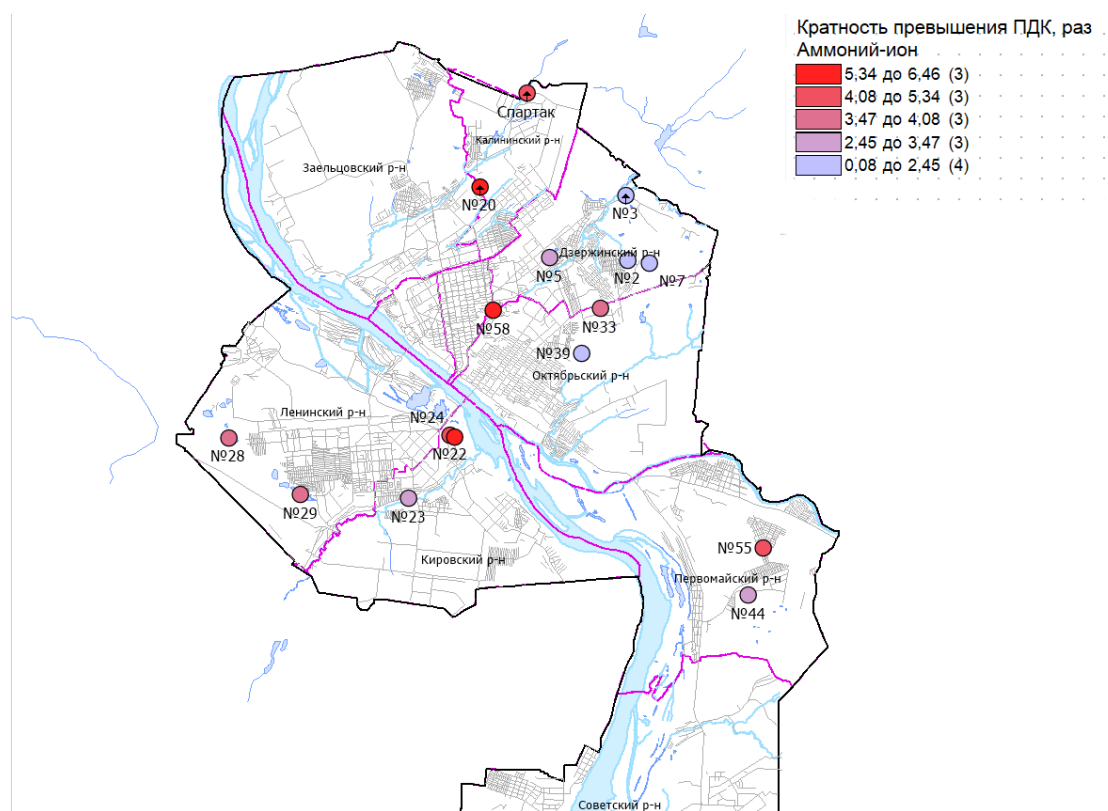 Кратность превышения ПДК, раз
Аммоний-ион
5,34 до 6,46 (3)
4,08 до 5,34 (3)
3,47 до 4,08 (3)
2,45 до 3,47 (3)
0,08 до 2,45 (4)
Спартак
Калининский р-н
Заельцовский р-н
№20
№3
Дзержинский р-н
№5
№2
№7
№58
№33
№39
Октябрьский р-н
Ленинский р-н
№24
№22
№28
№29
№23
Кировский р-н
№55
Первомайский р-н
№44
Советский р-н